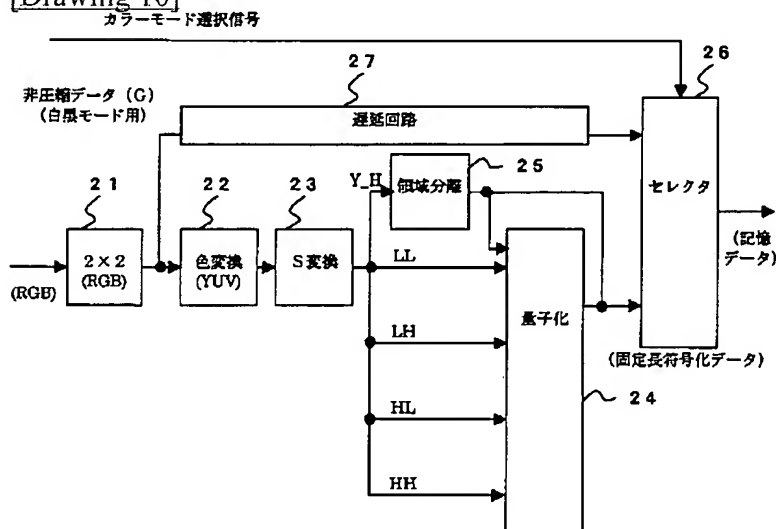 [Drawing 10]
カラーモード選択信号
26
27
非圧縮データ (G)
(白黒モード用)
遅延回路
25
21
22
23
Y_H
領域分離
セレクタ
2×2
(RGB)
色変換
(YUV)
S変換
LL
(記憶
データ)
(RGB)
量子化
LH
(固定長符号化データ)
24
HL
HH